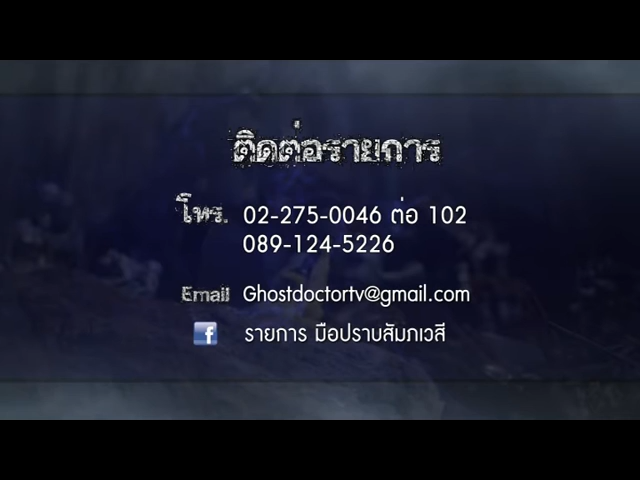 ติดต่อรายการ
โทร. 02-275-0046 ต่อ 102
089-124-5226
Email Ghostdoctortv@gmail.com
f รายการ มือปราบสัมภเวสี